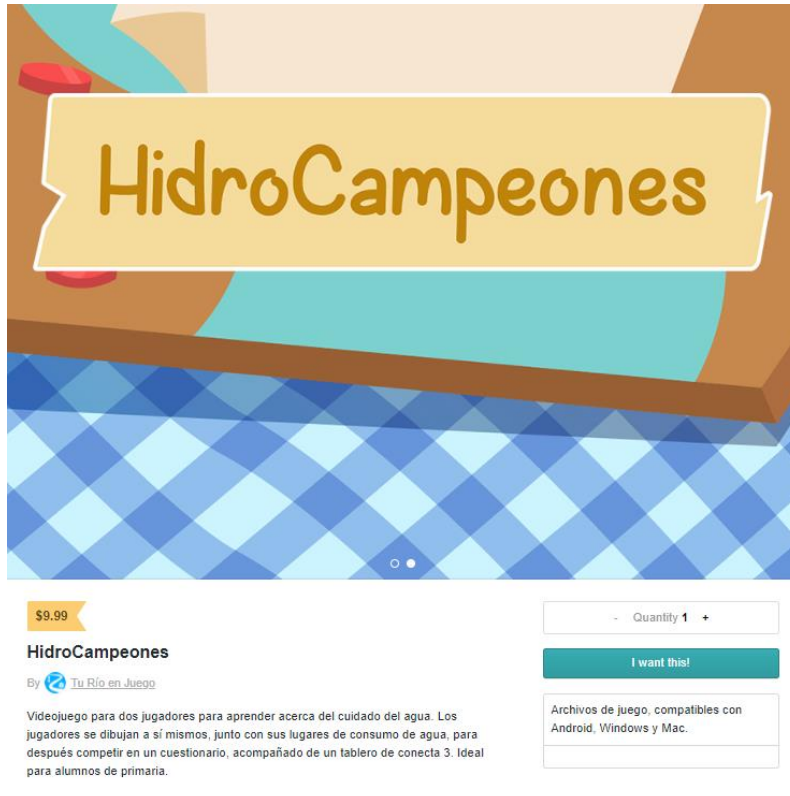 HidroCampeones
$9.99
HidroCampeones
By Tu Río en Juego
Videojuego para dos jugadores para aprender acerca del cuidado del agua. Los
jugadores se dibujan a sí mismos, junto con sus lugares de consumo de agua, para
después competir en un cuestionario, acompañado de un tablero de conecta 3. Ideal
para alumnos de primaria.
- Quantity 1 +
I want this!
Archivos de juego, compatibles con
Android, Windows y Mac.